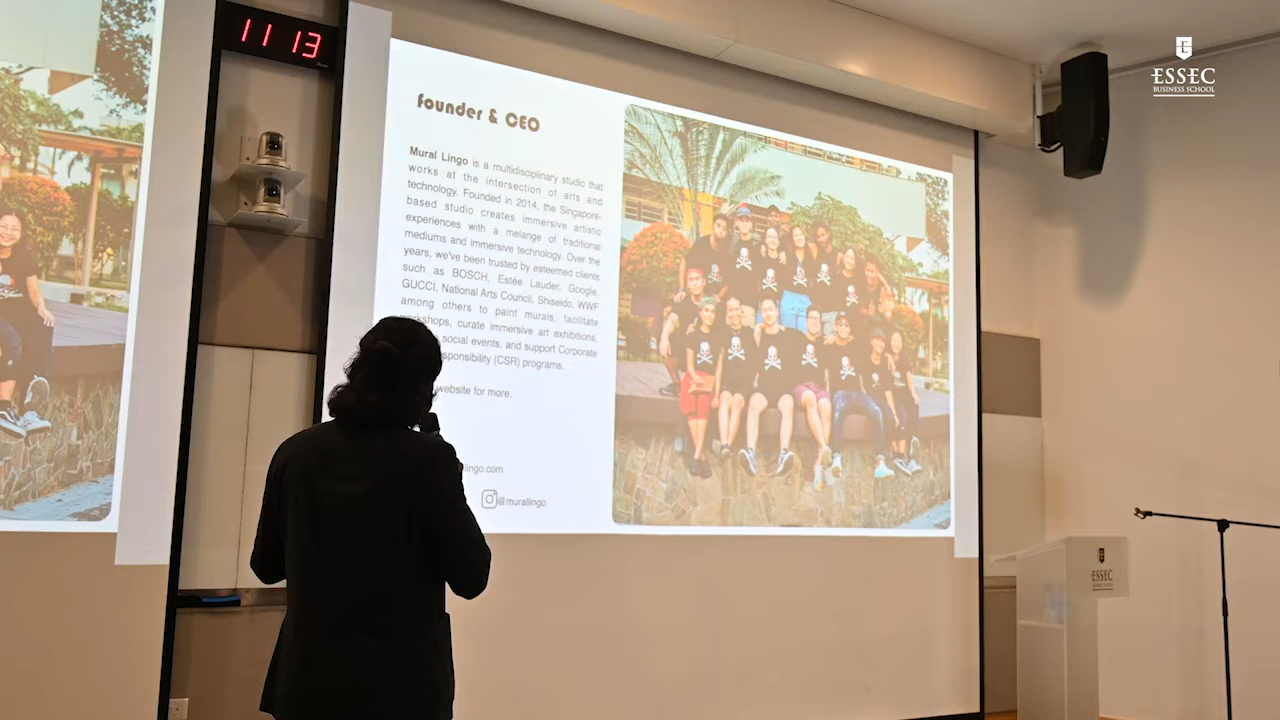 11 13
ESSEC
BUSINESS SCHOOL
founder & CEO
Mural Lingo is a multidisciplinary studio that
works at the intersection of arts and
technology. Founded in 2014, the Singapore-
based studio creates immersive artistic
experiences with a melange of traditional
mediums and immersive technology. Over the
years, we've been trusted by esteemed clients
such as BOSCH, Estée Lauder, Google,
GUCCI, National Arts Council, Shiseido, WWF
among others to paint murals, facilitate
workshops, curate immersive art exhibitions,
social events, and support Corporate
esponsibility (CSR) programs.
website for more.
lingo.com
@murallingo
ESSEC